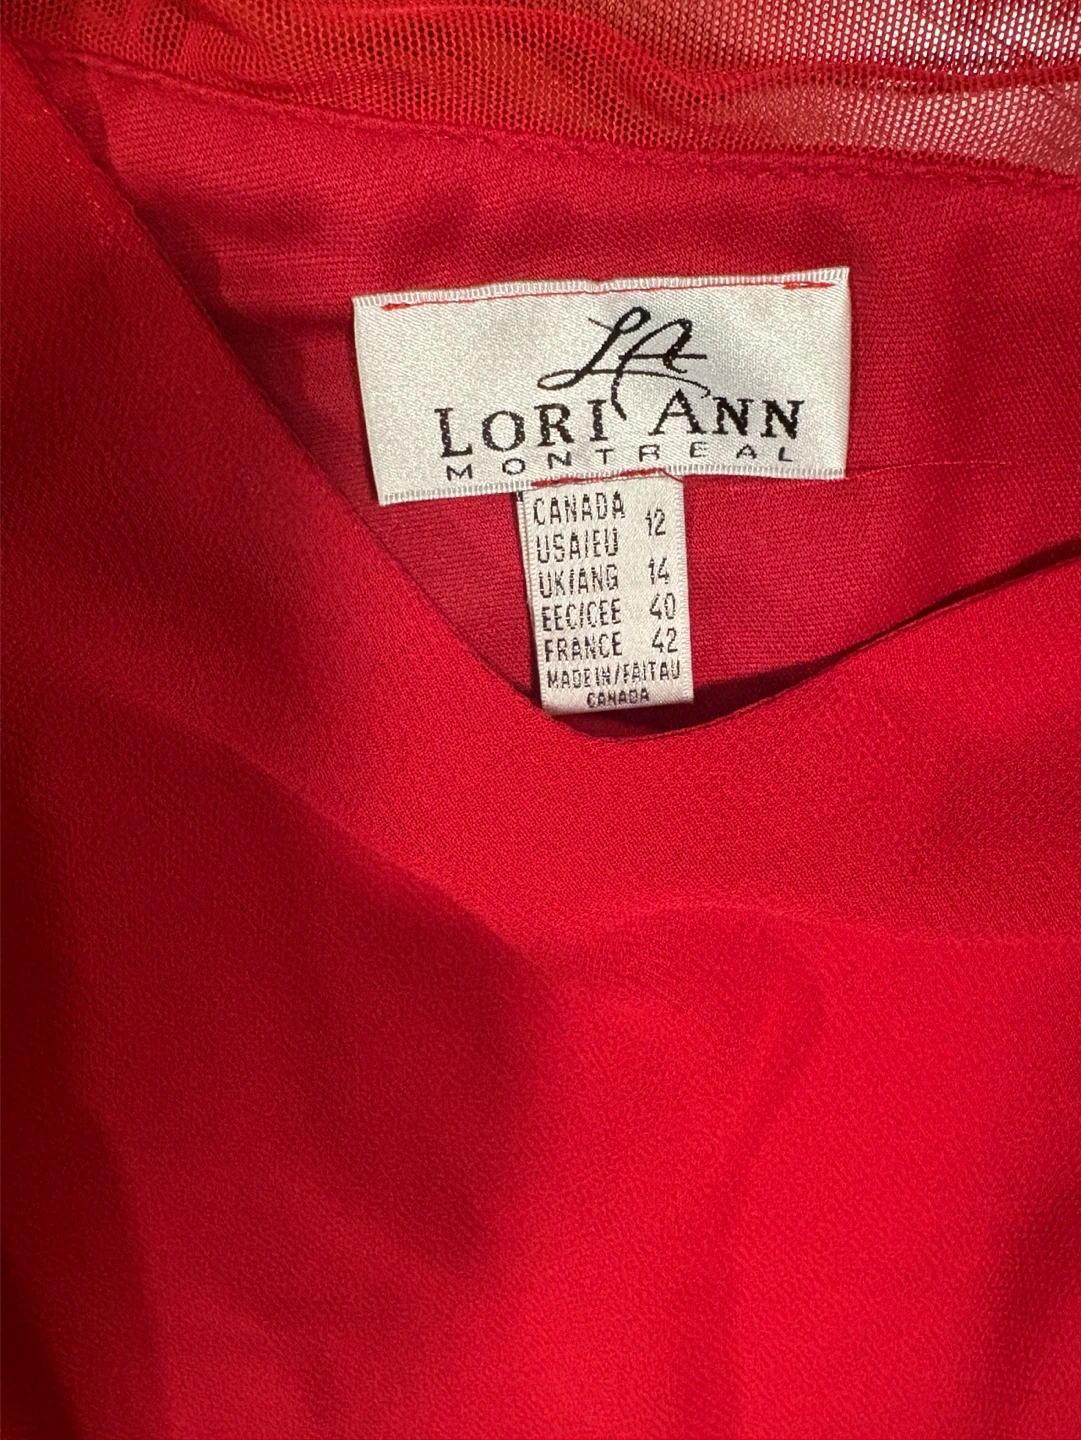 LA
LORI ANN
MONTREAL
CANADA 12
USA/EU
UK/ANG 14
EEC/CEE 40
FRANCE 42
MADE IN/FAIT AU
CANADA